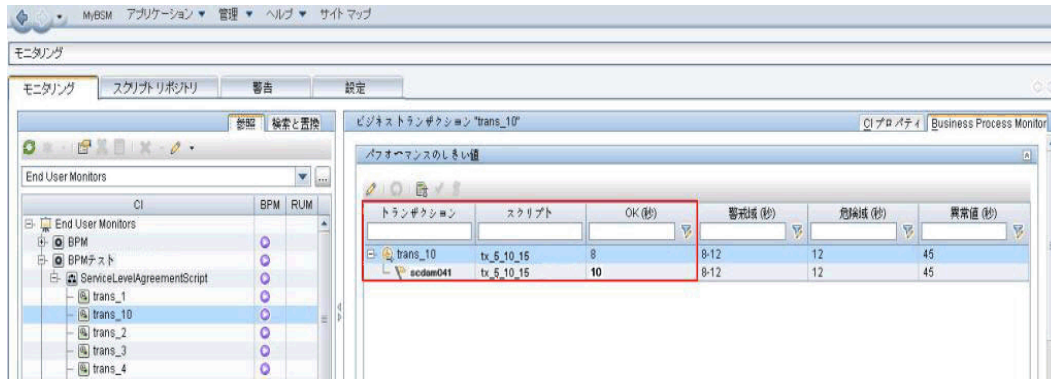 MyBSM アプリケーション ▼ 管理 ▼ ヘルプ ▼ サイト マップ
モニタリング
モニタリング スクリプト リポジトリ 警告 設定
参照 検索と置換
End User Monitors ...
CI BPM RUM
End User Monitors
BPM
BPMテスト
ServiceLevelAgreementScript
trans_1
trans_10
trans_2
trans_3
trans_4
ビジネス トランザクション "trans_10" CI プロパティ Business Process Monitor
パフォーマンスのしきい値
トランザクション スクリプト OK (秒) 警戒域 (秒) 危険域 (秒) 異常値 (秒)
trans_10 tx_5_10_15 8 8-12 12 45
scdam041 tx_5_10_15 10 8-12 12 45